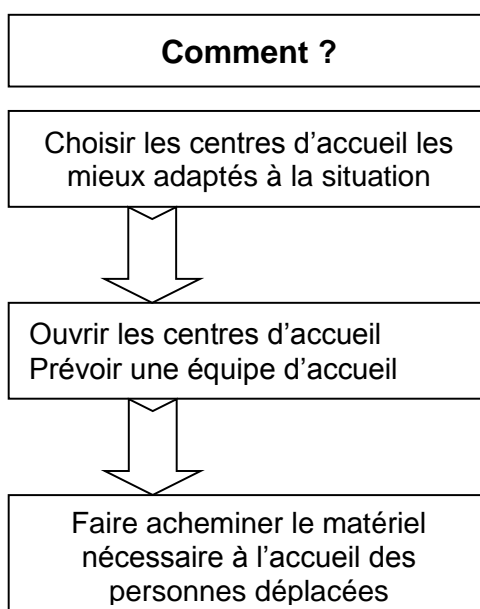 Comment ?
Choisir les centres d’accueil les
mieux adaptés à la situation
Ouvrir les centres d’accueil
Prévoir une équipe d’accueil
Faire acheminer le matériel
nécessaire à l’accueil des
personnes déplacées